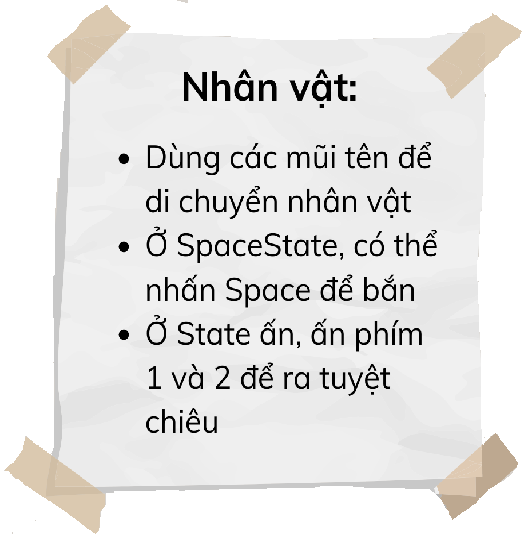 Nhân vật:
• Dùng các mũi tên để
di chuyển nhân vật
• Ở SpaceState, có thể
nhấn Space để bắn
• Ở State ấn, ấn phím
1 và 2 để ra tuyệt
chiêu